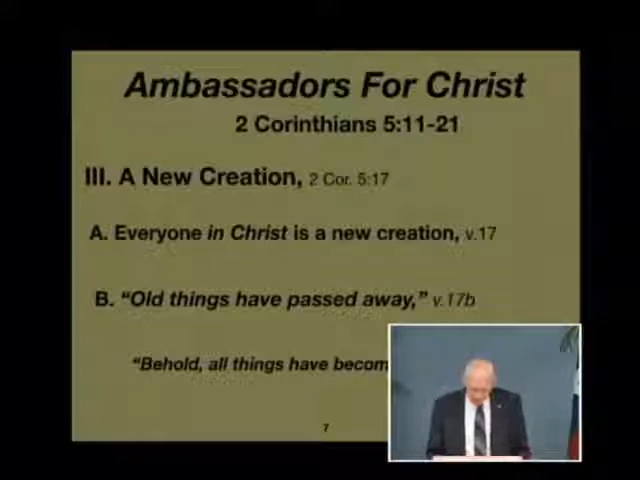 Ambassadors For Christ
2 Corinthians 5:11-21
III. A New Creation, 2 Cor. 5:17
A. Everyone in Christ is a new creation, v.17
B. “Old things have passed away,” v.17b
“Behold, all things have becom
7